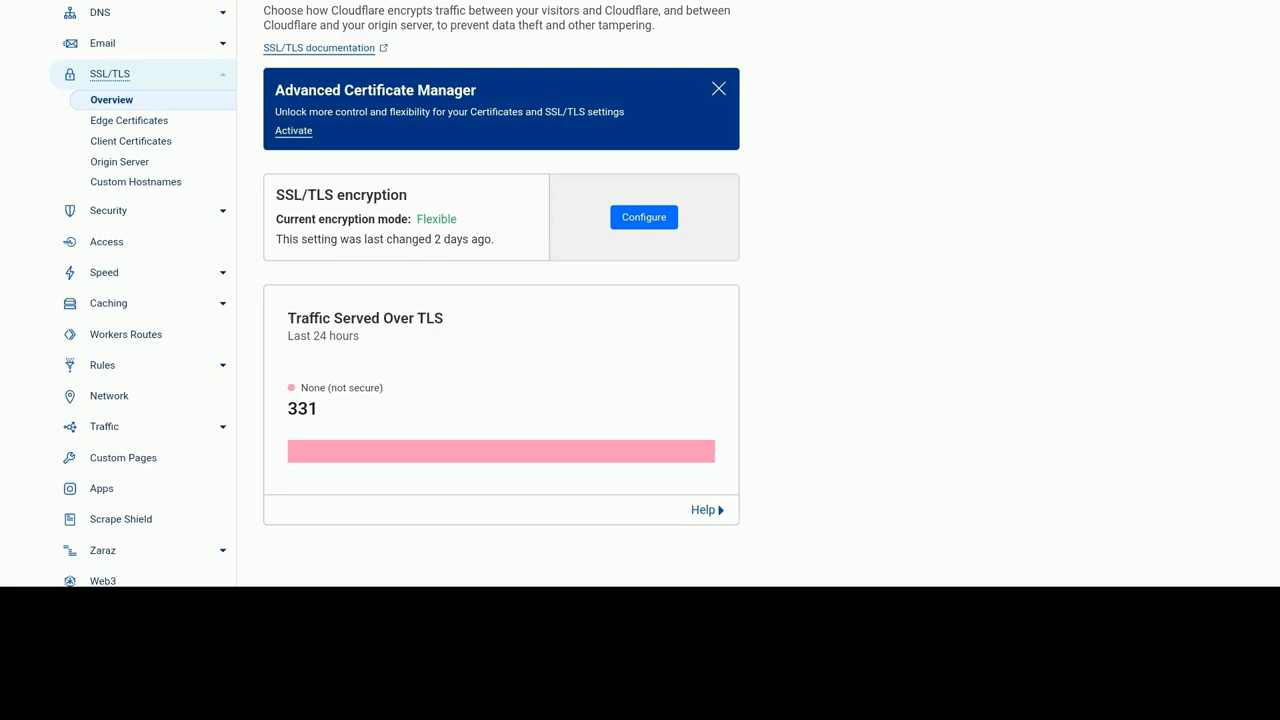 DNS
Email
SSL/TLS
Overview
Edge Certificates
Client Certificates
Origin Server
Custom Hostnames
Security
Access
Speed
Caching
Workers Routes
Rules
Network
Traffic
Custom Pages
Apps
Scrape Shield
Zaraz
Web3
Choose how Cloudflare encrypts traffic between your visitors and Cloudflare, and between
Cloudflare and your origin server, to prevent data theft and other tampering.
SSL/TLS documentation
Advanced Certificate Manager
Unlock more control and flexibility for your Certificates and SSL/TLS settings
Activate
SSL/TLS encryption
Current encryption mode: Flexible
This setting was last changed 2 days ago.
Configure
Traffic Served Over TLS
Last 24 hours
None (not secure)
331
Help